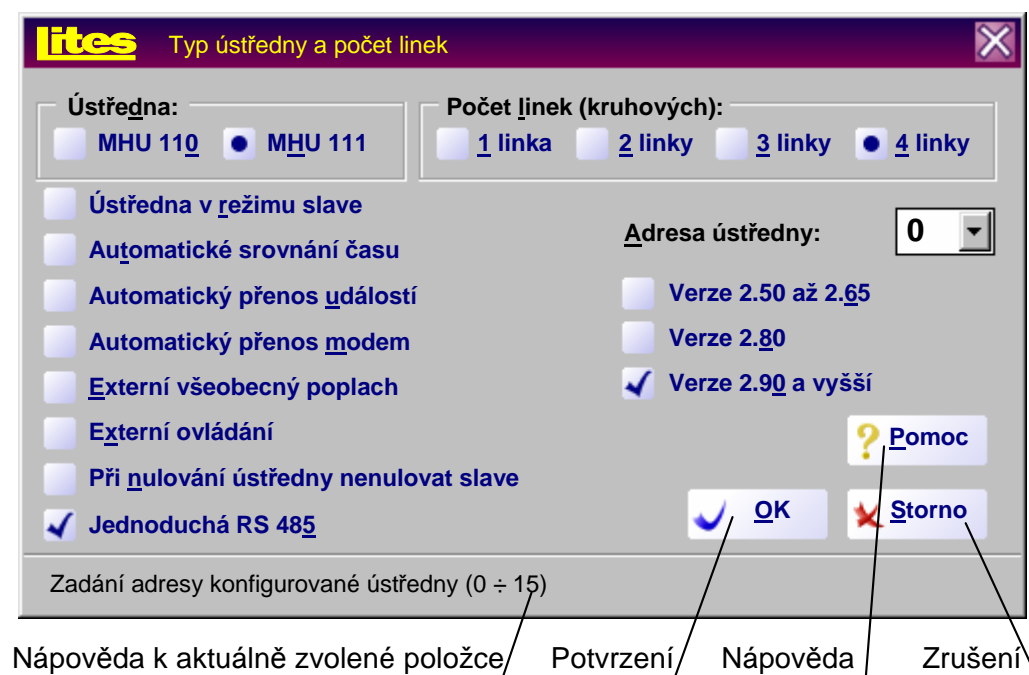 lites Typ ústředny a počet linek
Ústředna: Počet linek (kruhových):
MHU 110 MHU 111 1 linka 2 linky 3 linky 4 linky
Ústředna v režimu slave
Automatické srovnání času
Automatický přenos událostí
Automatický přenos modem
Externí všeobecný poplach
Externí ovládání
Při nulování ústředny nenulovat slave
Jednoduchá RS 485
Adresa ústředny: 0
Verze 2.50 až 2.65
Verze 2.80
Verze 2.90 a vyšší
? Pomoc
OK Storno
Zadání adresy konfigurované ústředny (0 ÷ 15)
Nápověda k aktuálně zvolené položce Potvrzení Nápověda Zrušení